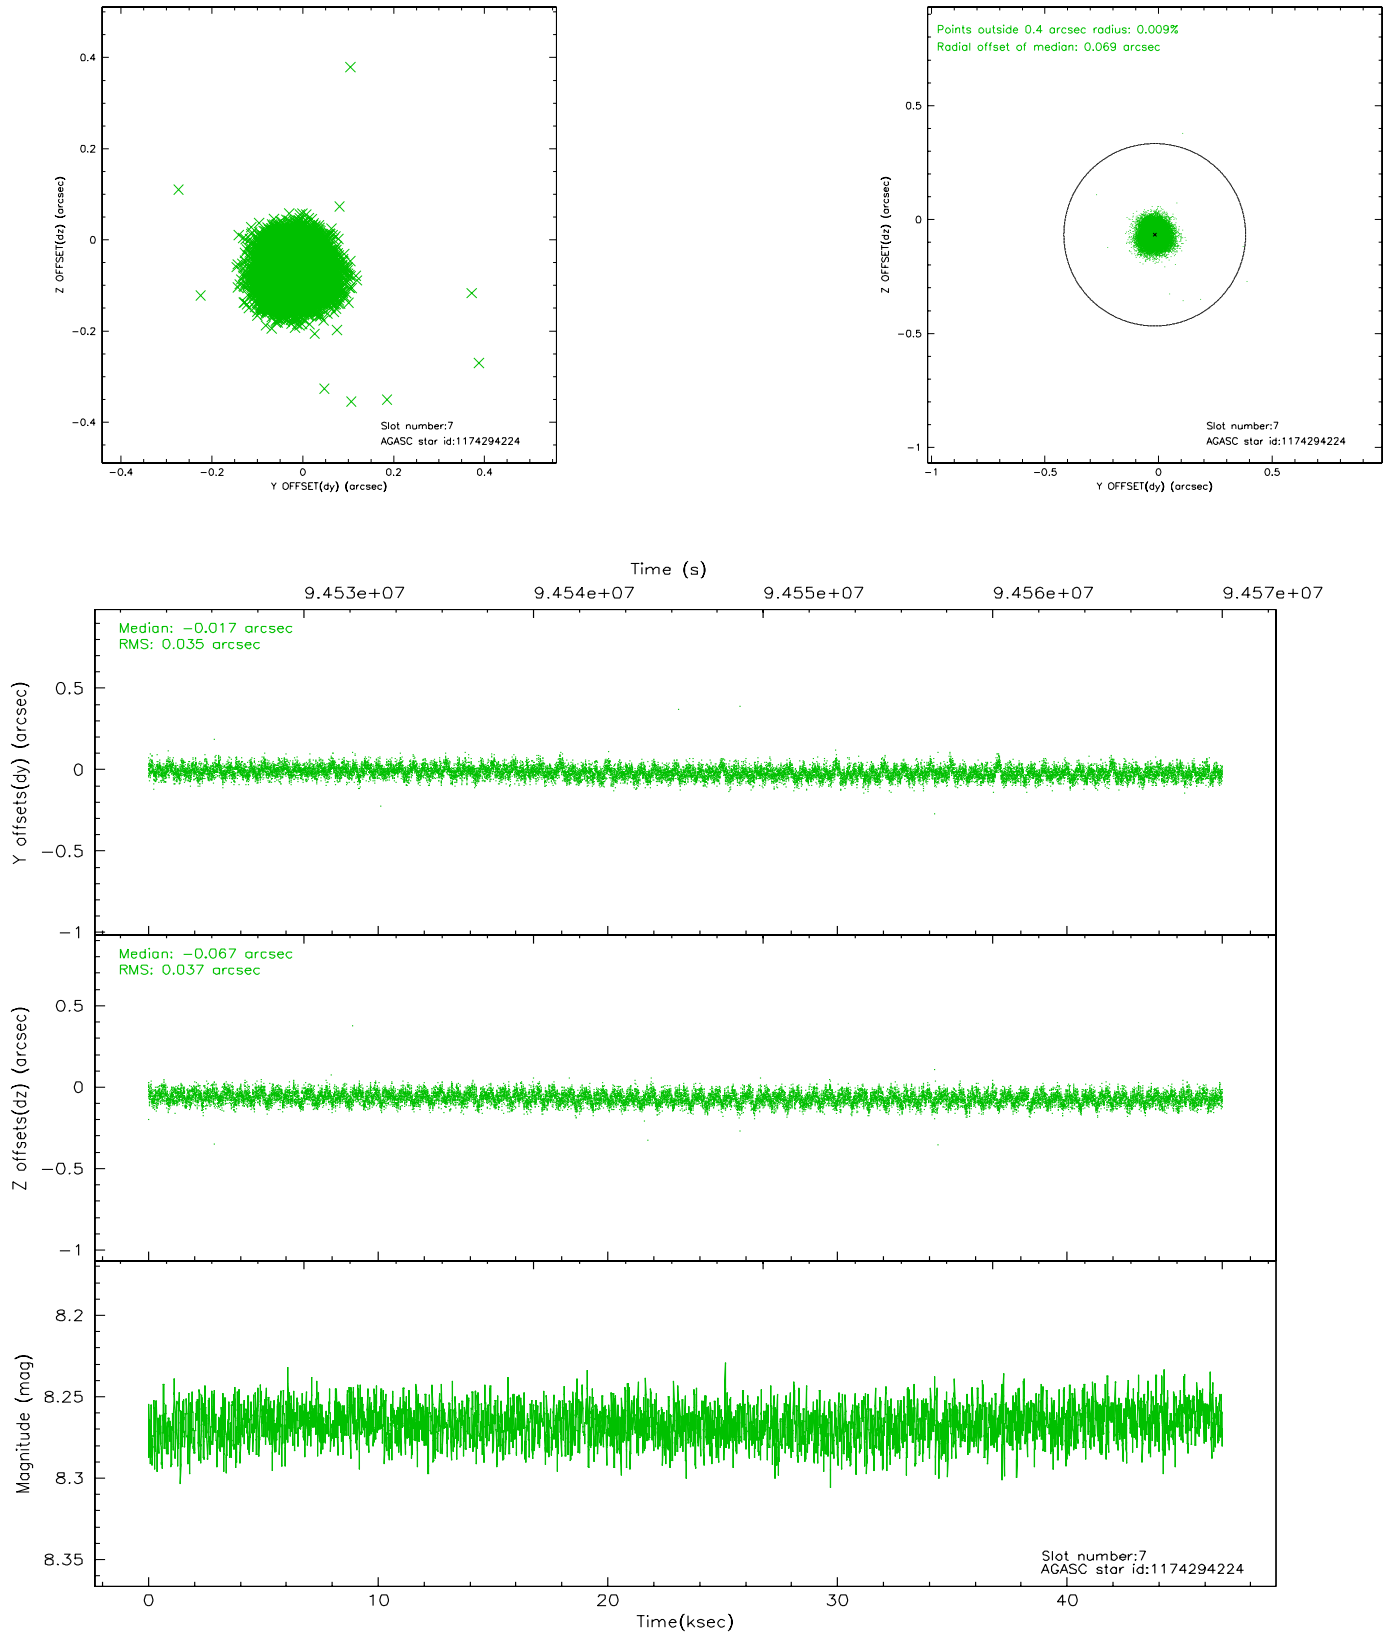 0.4
0.2
0
−0.2
−0.4
Z OFFSET(dz) (arcsec)
Slot number:7
AGASC star id:1174294224
−0.4 −0.2 0 0.2 0.4
Y OFFSET(dy) (arcsec)
Points outside 0.4 arcsec radius: 0.009%
Radial offset of median: 0.069 arcsec
0.5
0
−0.5
−1
Z OFFSET(dz) (arcsec)
Slot number:7
AGASC star id:1174294224
−1 −0.5 0 0.5
Y OFFSET(dy) (arcsec)
Time (s)
9.453e+07 9.454e+07 9.455e+07 9.456e+07 9.457e+07
Median: −0.017 arcsec
RMS: 0.035 arcsec
0.5
0
−0.5
−1
Y offsets(dy) (arcsec)
Median: −0.067 arcsec
RMS: 0.037 arcsec
0.5
0
−0.5
−1
Z offsets(dz) (arcsec)
8.2
8.25
8.3
8.35
Magnitude (mag)
Slot number:7
AGASC star id:1174294224
0 10 20 30 40
Time(ksec)